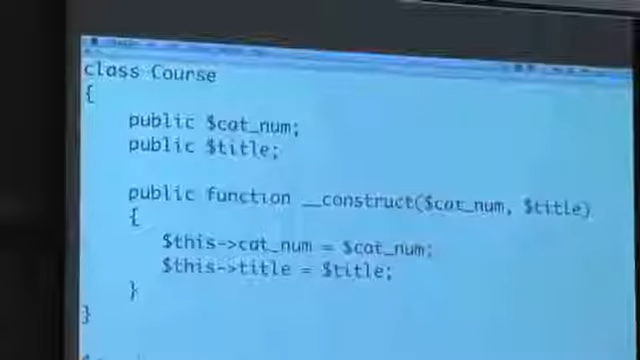 class Course
{
public $cat_num;
public $title;
public function __construct($cat_num, $title)
{
$this->cat_num = $cat_num;
$this->title = $title;
}
}